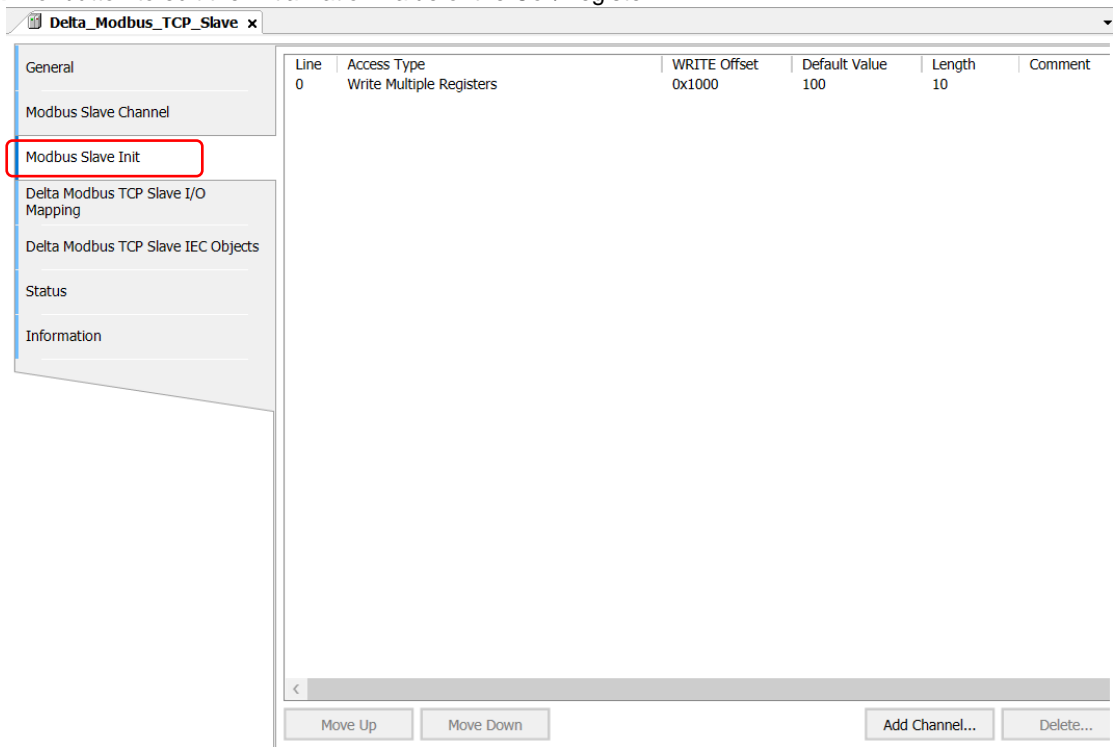 Delta_Modbus_TCP_Slave x
General
Modbus Slave Channel
Modbus Slave Init
Delta Modbus TCP Slave I/O
Mapping
Delta Modbus TCP Slave IEC Objects
Status
Information
Line Access Type WRITE Offset Default Value Length Comment
0 Write Multiple Registers 0x1000 100 10
Move Up Move Down Add Channel... Delete...